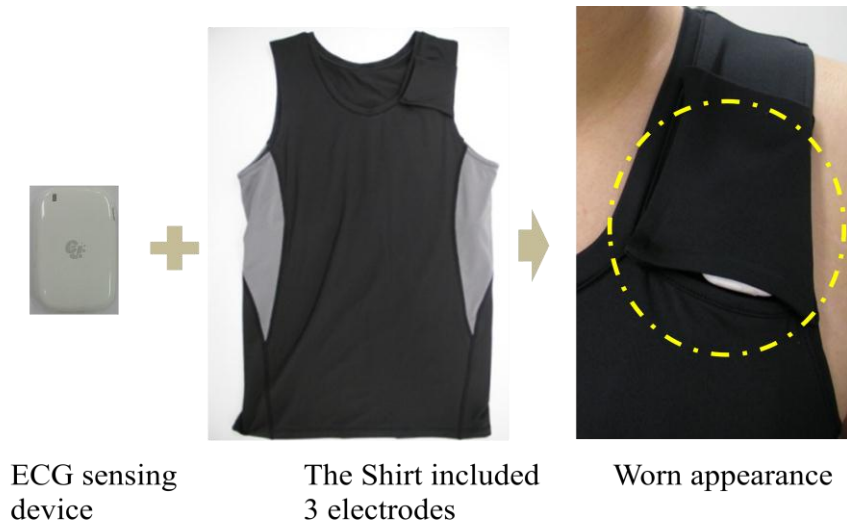 ECG sensing
device
The Shirt included
3 electrodes
Worn appearance